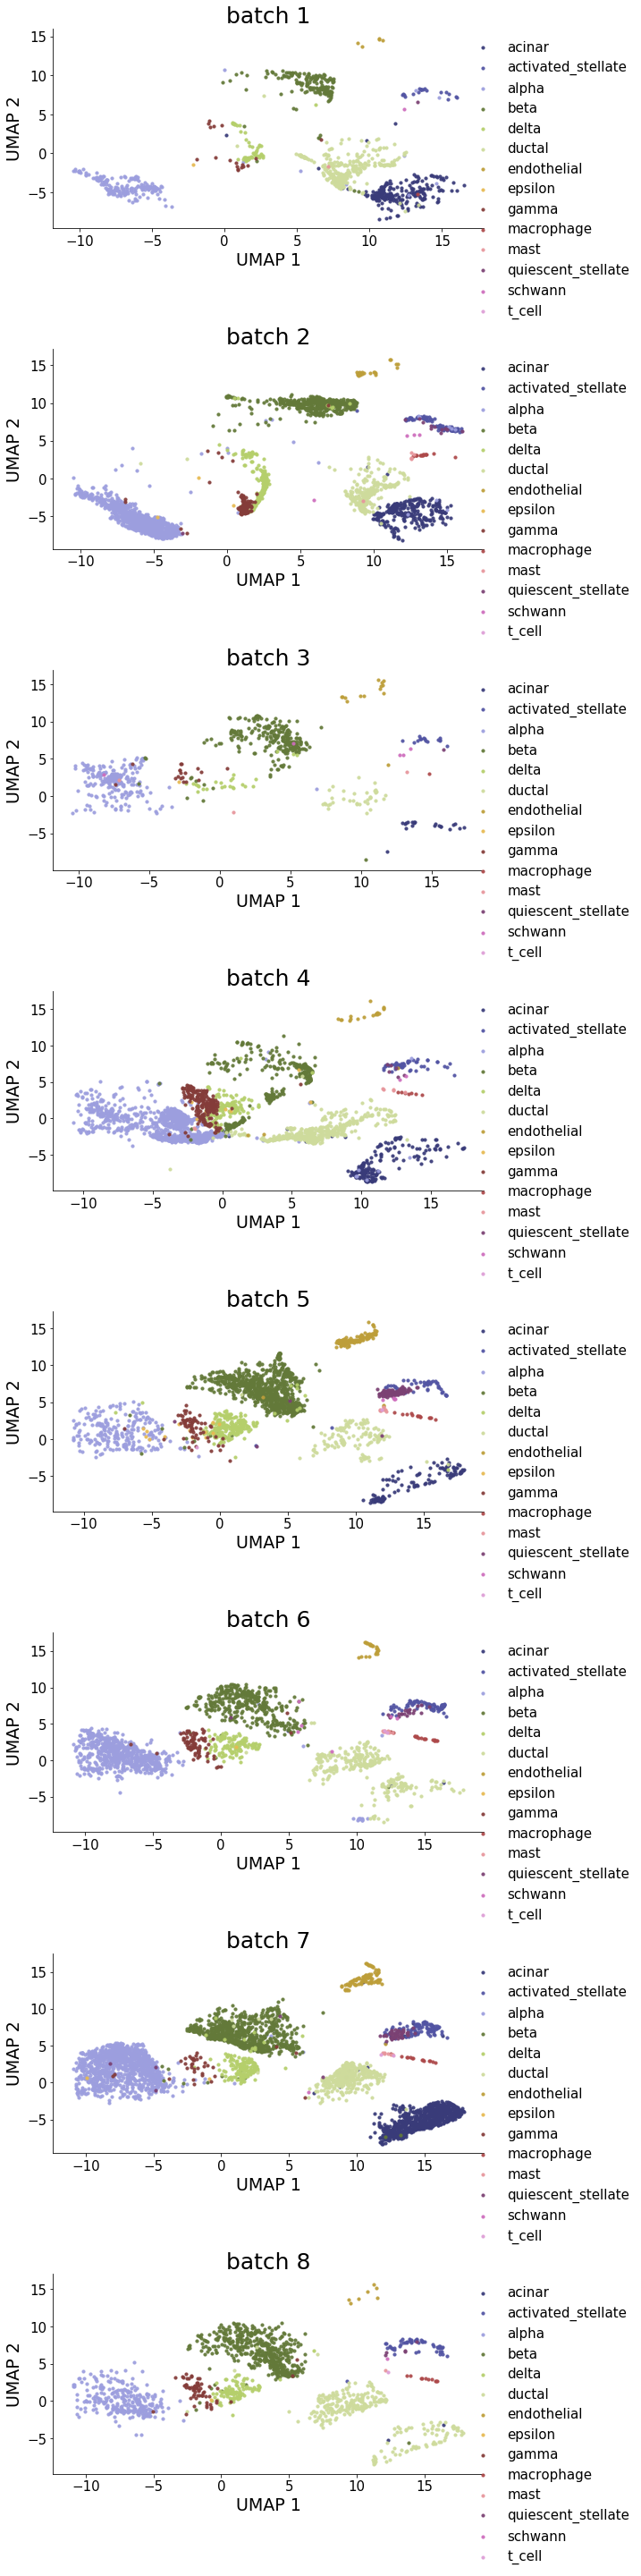 batch 1
UMAP 2
15
10
5
0
−5
−10 −5 0 5 10 15
UMAP 1
acinar
activated_stellate
alpha
beta
delta
ductal
endothelial
epsilon
gamma
macrophage
mast
quiescent_stellate
schwann
t_cell
batch 2
UMAP 2
15
10
5
0
−5
−10 −5 0 5 10 15
UMAP 1
acinar
activated_stellate
alpha
beta
delta
ductal
endothelial
epsilon
gamma
macrophage
mast
quiescent_stellate
schwann
t_cell
batch 3
UMAP 2
15
10
5
0
−5
−10 −5 0 5 10 15
UMAP 1
acinar
activated_stellate
alpha
beta
delta
ductal
endothelial
epsilon
gamma
macrophage
mast
quiescent_stellate
schwann
t_cell
batch 4
UMAP 2
15
10
5
0
−5
−10 −5 0 5 10 15
UMAP 1
acinar
activated_stellate
alpha
beta
delta
ductal
endothelial
epsilon
gamma
macrophage
mast
quiescent_stellate
schwann
t_cell
batch 5
UMAP 2
15
10
5
0
−5
−10 −5 0 5 10 15
UMAP 1
acinar
activated_stellate
alpha
beta
delta
ductal
endothelial
epsilon
gamma
macrophage
mast
quiescent_stellate
schwann
t_cell
batch 6
UMAP 2
15
10
5
0
−5
−10 −5 0 5 10 15
UMAP 1
acinar
activated_stellate
alpha
beta
delta
ductal
endothelial
epsilon
gamma
macrophage
mast
quiescent_stellate
schwann
t_cell
batch 7
UMAP 2
15
10
5
0
−5
−10 −5 0 5 10 15
UMAP 1
acinar
activated_stellate
alpha
beta
delta
ductal
endothelial
epsilon
gamma
macrophage
mast
quiescent_stellate
schwann
t_cell
batch 8
UMAP 2
15
10
5
0
−5
−10 −5 0 5 10 15
UMAP 1
acinar
activated_stellate
alpha
beta
delta
ductal
endothelial
epsilon
gamma
macrophage
mast
quiescent_stellate
schwann
t_cell